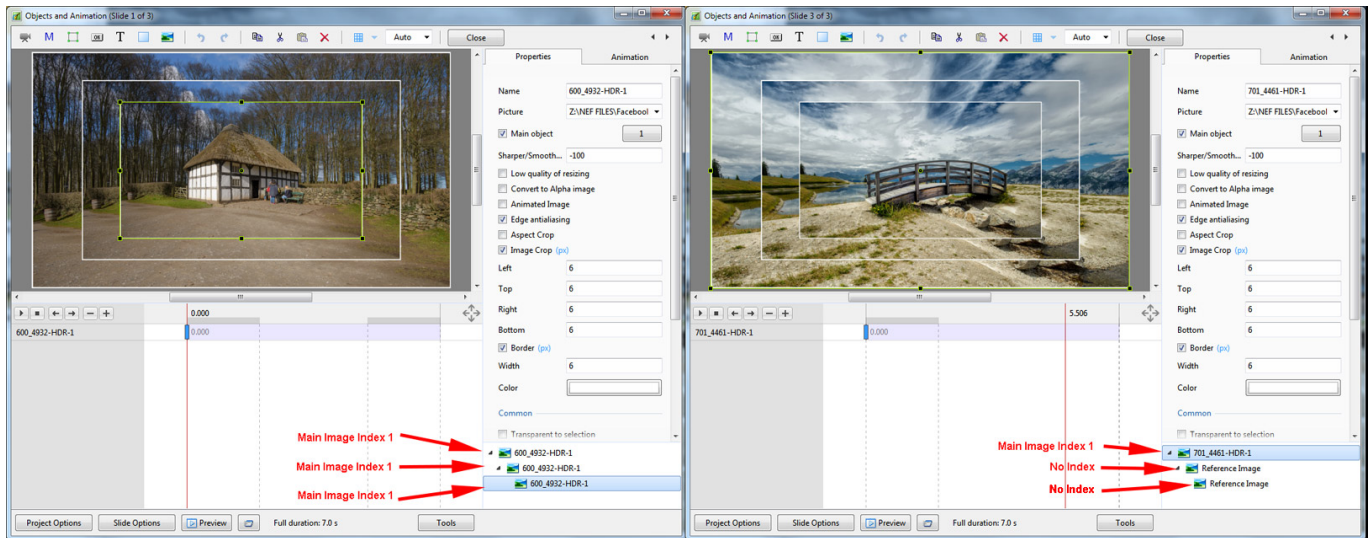 Objects and Animation (Slide 1 of 3)
M
OK
T
Auto
Close
Properties
Animation
Name
600_4932-HDR-1
Picture
Z:\NEF FILES\Facebool
Main object
1
Sharper/Smooth...
-100
Low quality of resizing
Convert to Alpha image
Animated Image
Edge antialiasing
Aspect Crop
Image Crop (px)
Left
6
Top
6
Right
6
Bottom
6
Border (px)
Width
6
Color
Common
Transparent to selection
0.000
600_4932-HDR-1
0.000
Main Image Index 1
600_4932-HDR-1
Main Image Index 1
600_4932-HDR-1
Main Image Index 1
600_4932-HDR-1
Project Options
Slide Options
Preview
Full duration: 7.0 s
Tools
Objects and Animation (Slide 3 of 3)
M
OK
T
Auto
Close
Properties
Animation
Name
701_4461-HDR-1
Picture
Z:\NEF FILES\Facebool
Main object
1
Sharper/Smooth...
-100
Low quality of resizing
Convert to Alpha image
Animated Image
Edge antialiasing
Aspect Crop
Image Crop (px)
Left
6
Top
6
Right
6
Bottom
6
Border (px)
Width
6
Color
Common
Transparent to selection
5.506
701_4461-HDR-1
0.000
Main Image Index 1
701_4461-HDR-1
No Index
Reference Image
No Index
Reference Image
Project Options
Slide Options
Preview
Full duration: 7.0 s
Tools